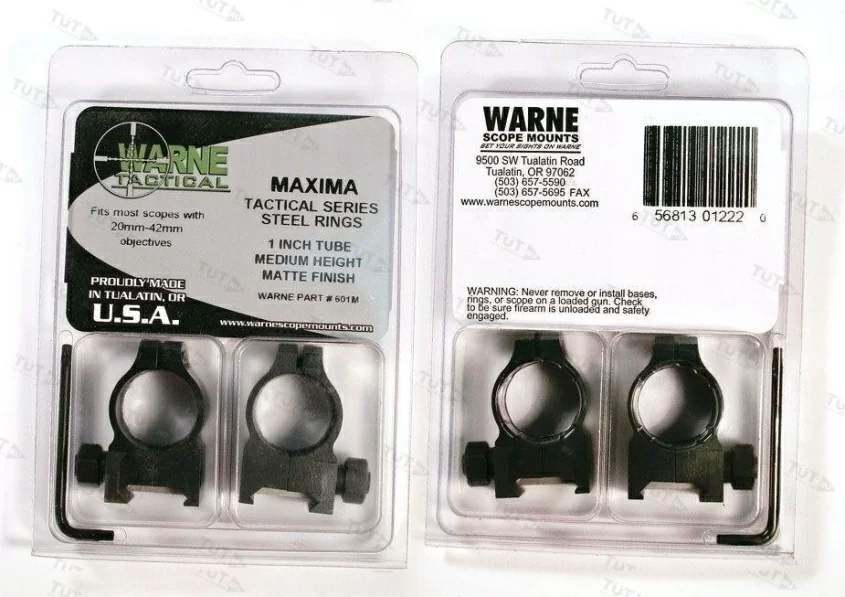 WARNE
TACTICAL
Fits most scopes with
20mm-42mm
objectives
MAXIMA
TACTICAL SERIES
STEEL RINGS
1 INCH TUBE
MEDIUM HEIGHT
MATTE FINISH
WARNE PART # 601M
PROUDLY MADE
IN TUALATIN, OR
U.S.A.
www.warnescopemounts.com
WARNE
SCOPE MOUNTS
SET YOUR SIGHTS ON WARNE
9500 SW Tualatin Road
Tualatin, OR 97062
(503) 657-5590
(503) 657-5695 FAX
www.warnescopemounts.com
6 56813 01222 0
WARNING: Never remove or install bases,
rings, or scope on a loaded gun. Check
to be sure firearm is unloaded and safety
engaged.
TUT